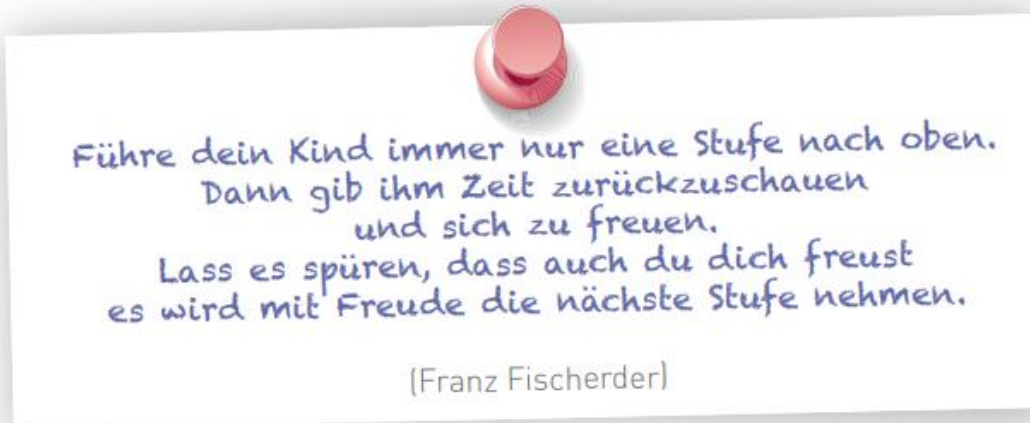 Führe dein Kind immer nur eine Stufe nach oben.
Dann gib ihm Zeit zurückzuschauen
und sich zu freuen.
Lass es spüren, dass auch du dich freust
es wird mit Freude die nächste Stufe nehmen.
(Franz Fischerder)